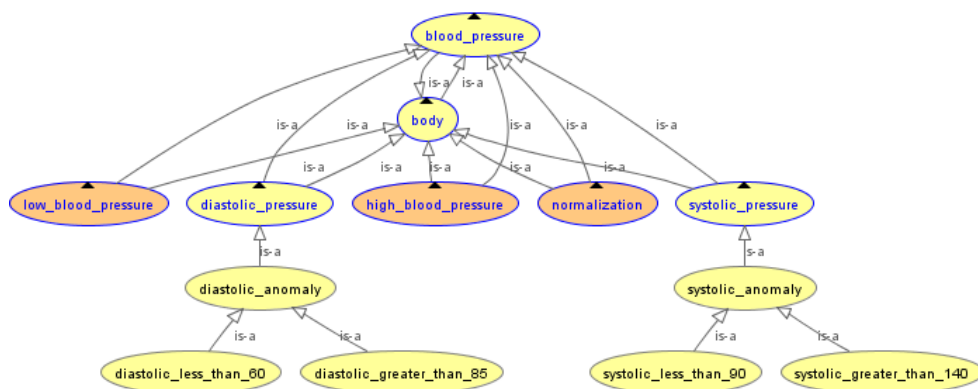 blood_pressure
is-a is-a
body
is-a is-a is-a is-a is-a
is-a is-a is-a is-a is-a
low_blood_pressure diastolic_pressure high_blood_pressure normalization systolic_pressure
is-a s-a
diastolic_anomaly systolic_anomaly
is-a is-a is-a is-a
diastolic_less_than_60 diastolic_greater_than_85 systolic_less_than_90 systolic_greater_than_140